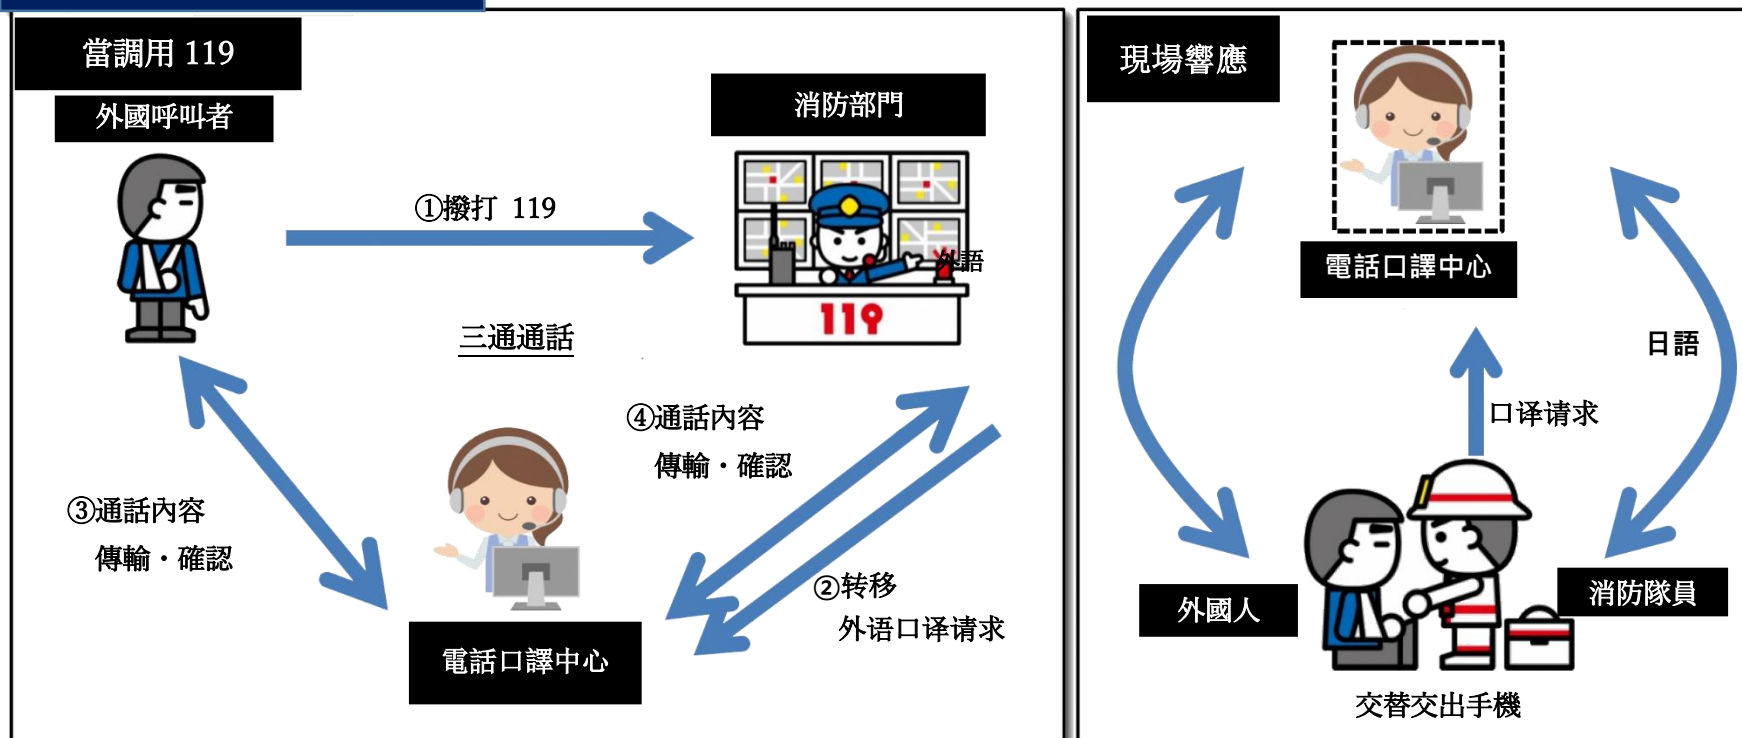 當調用 119
外國呼叫者
消防部門
①撥打 119
外語
119
三通通話
④通話內容
傳輸・確認
③通話內容
傳輸・確認
②转移
外语口译请求
電話口譯中心
現場響應
電話口譯中心
日語
口译请求
外國人
消防隊員
交替交出手機